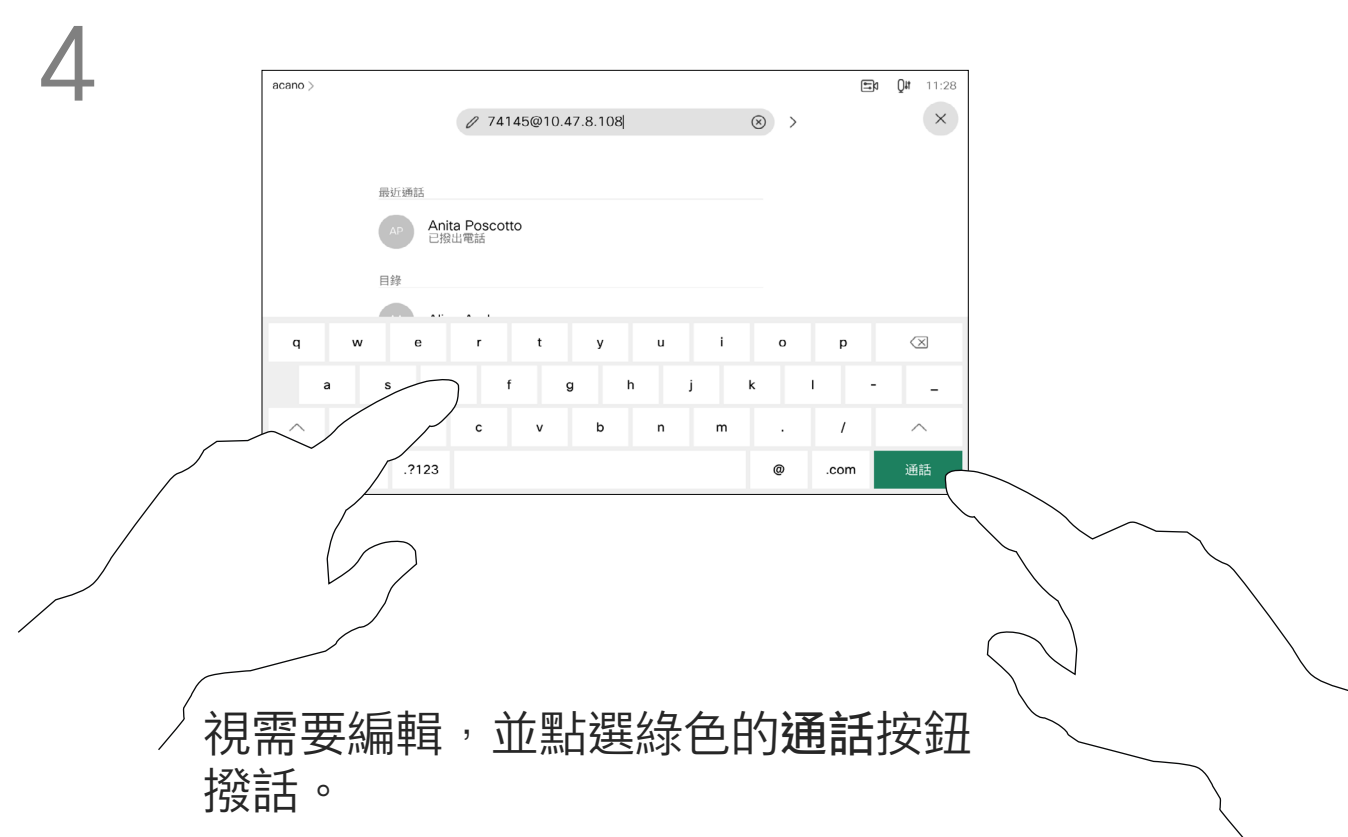 4
acano >
11:28
74145@10.47.8.108
最近通話
AP
Anita Poscotto
已撥出電話
目錄
q w e r t y u i o p
a s f g h j k l - _
c v b n m . /
.?123 @ .com 通話
視需要編輯，並點選綠色的通話按鈕
撥話。